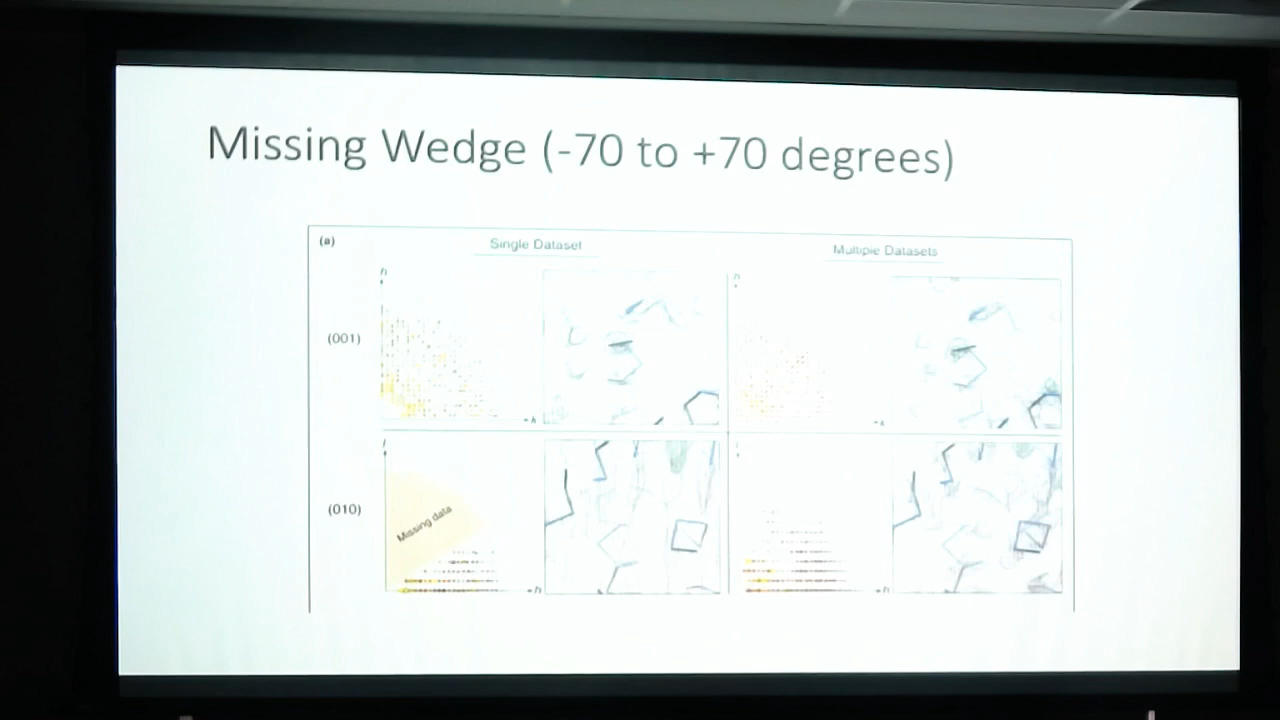 Missing Wedge (-70 to +70 degrees)
(a)
Single Dataset
Multiple Datasets
(001)
(010)
Missing data